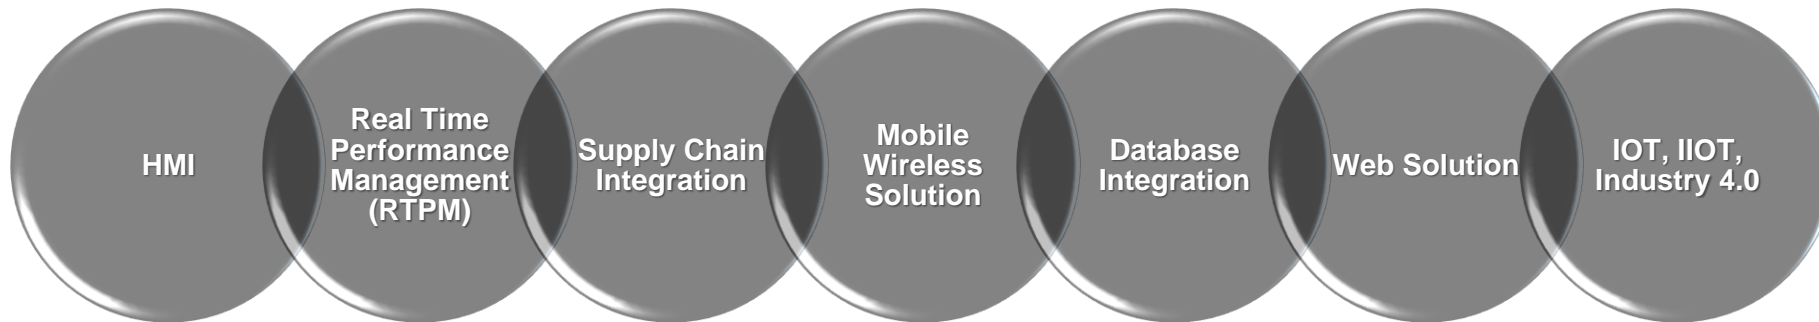 HMI
Real Time
Performance
Management
(RTPM)
Supply Chain
Integration
Mobile
Wireless
Solution
Database
Integration
Web Solution
IOT, IIOT,
Industry 4.0